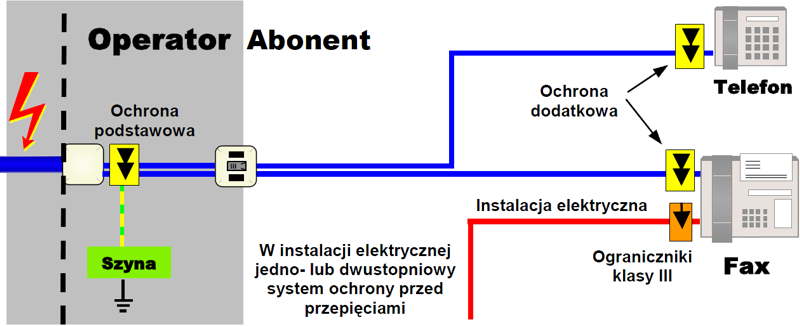 Operator Abonent
Telefon
Ochrona
dodatkowa
Ochrona
podstawowa
Instalacja elektryczna
Szyna
W instalacji elektrycznej
jedno- lub dwustopniowy
system ochrony przed
przepięciami
Ograniczniki
klasy III
Fax